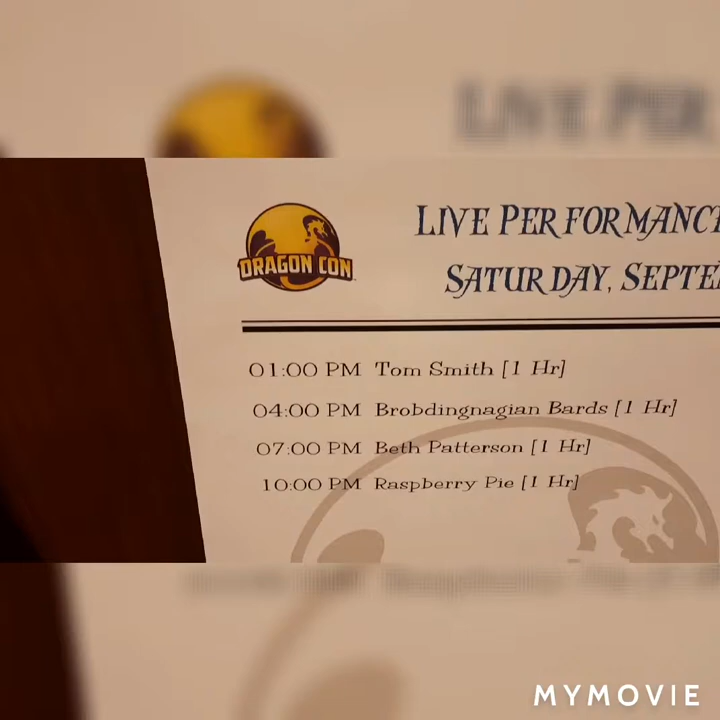 LIVE PERFORMANC
SATURDAY, SEPTE
DRAGON CON
01:00 PM Tom Smith [1 Hr]
04:00 PM Brobdingnagian Bards [1 Hr]
07:00 PM Beth Patterson [1 Hr]
10:00 PM Raspberry Pie [1 Hr]
MYMOVIE